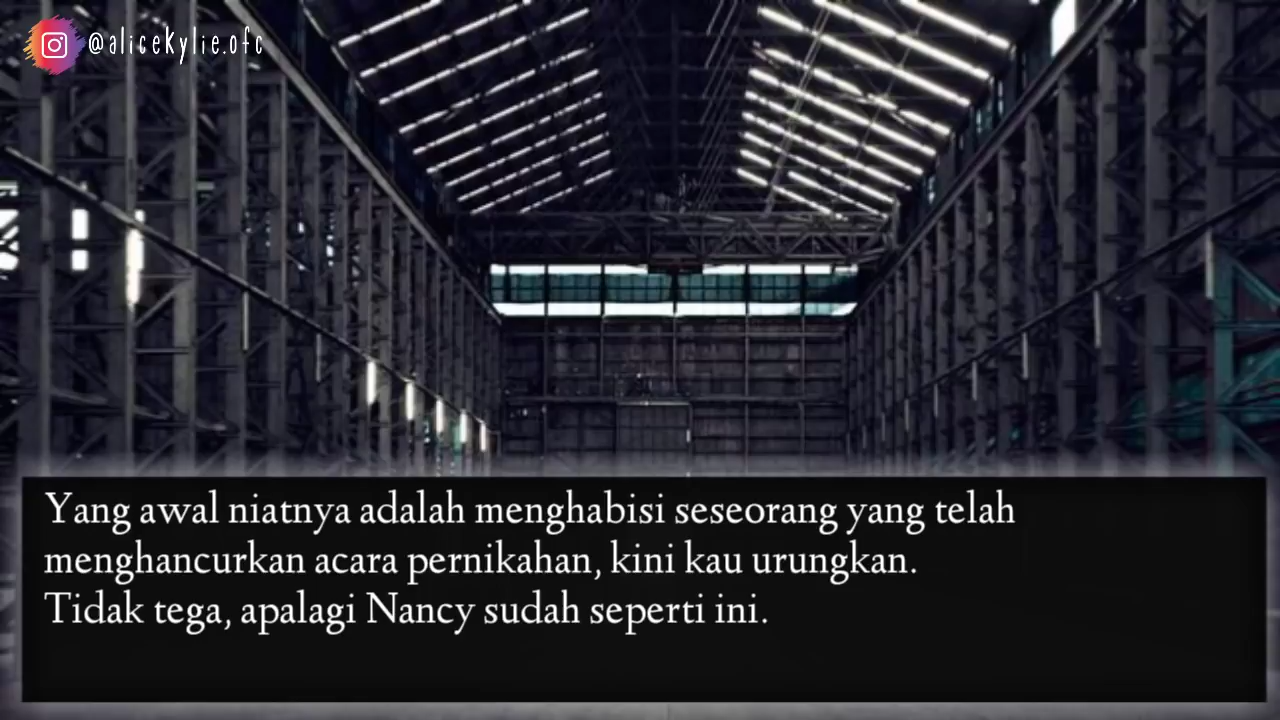 @alicekylie.ofc
Yang awal niatnya adalah menghabisi seseorang yang telah
menghancurkan acara pernikahan, kini kau urungkan.
Tidak tega, apalagi Nancy sudah seperti ini.